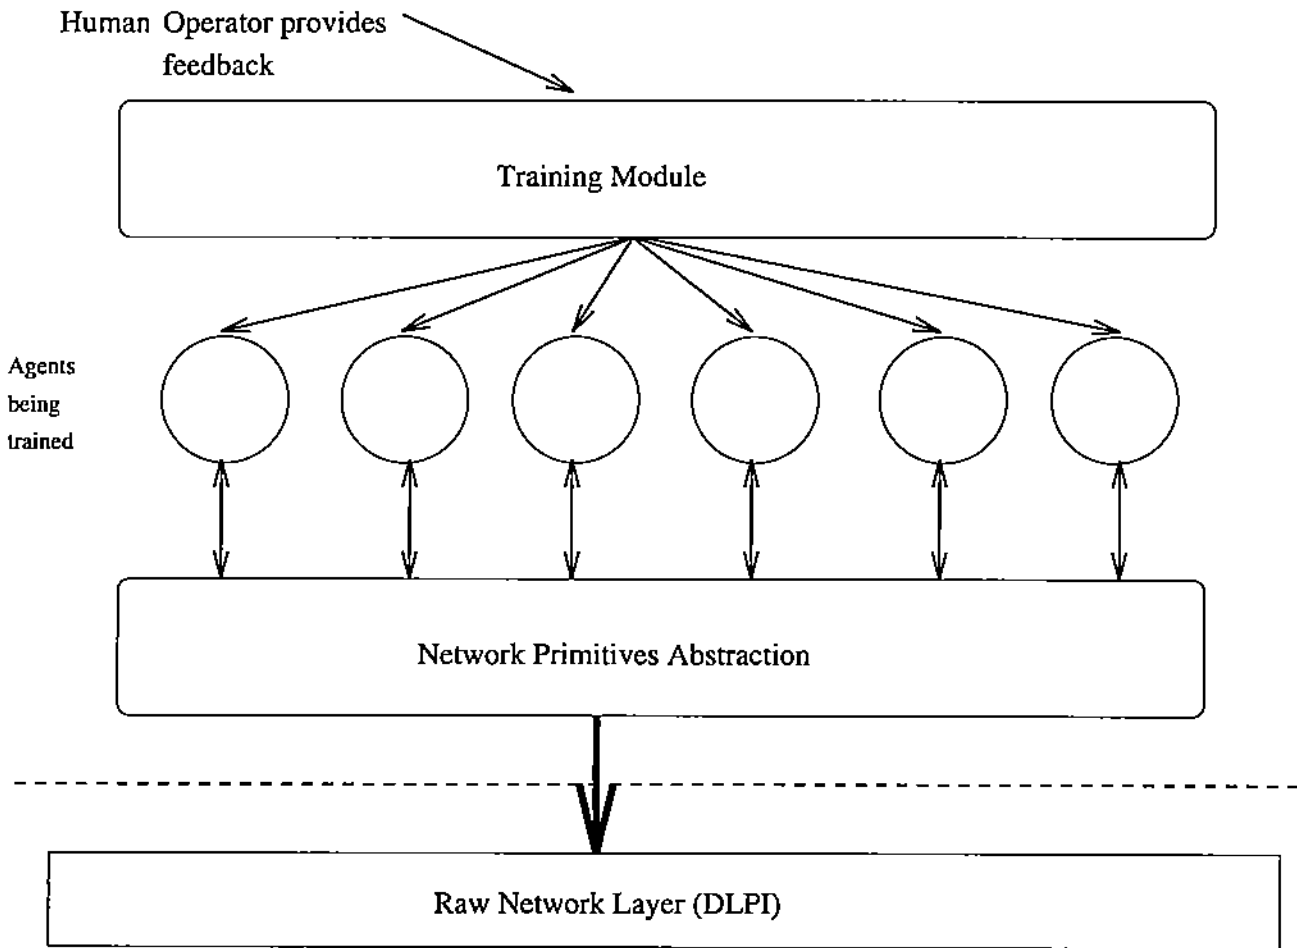 Human Operator provides
feedback
Training Module
Agents
being
trained
Network Primitives Abstraction
Raw Network Layer (DLPI)